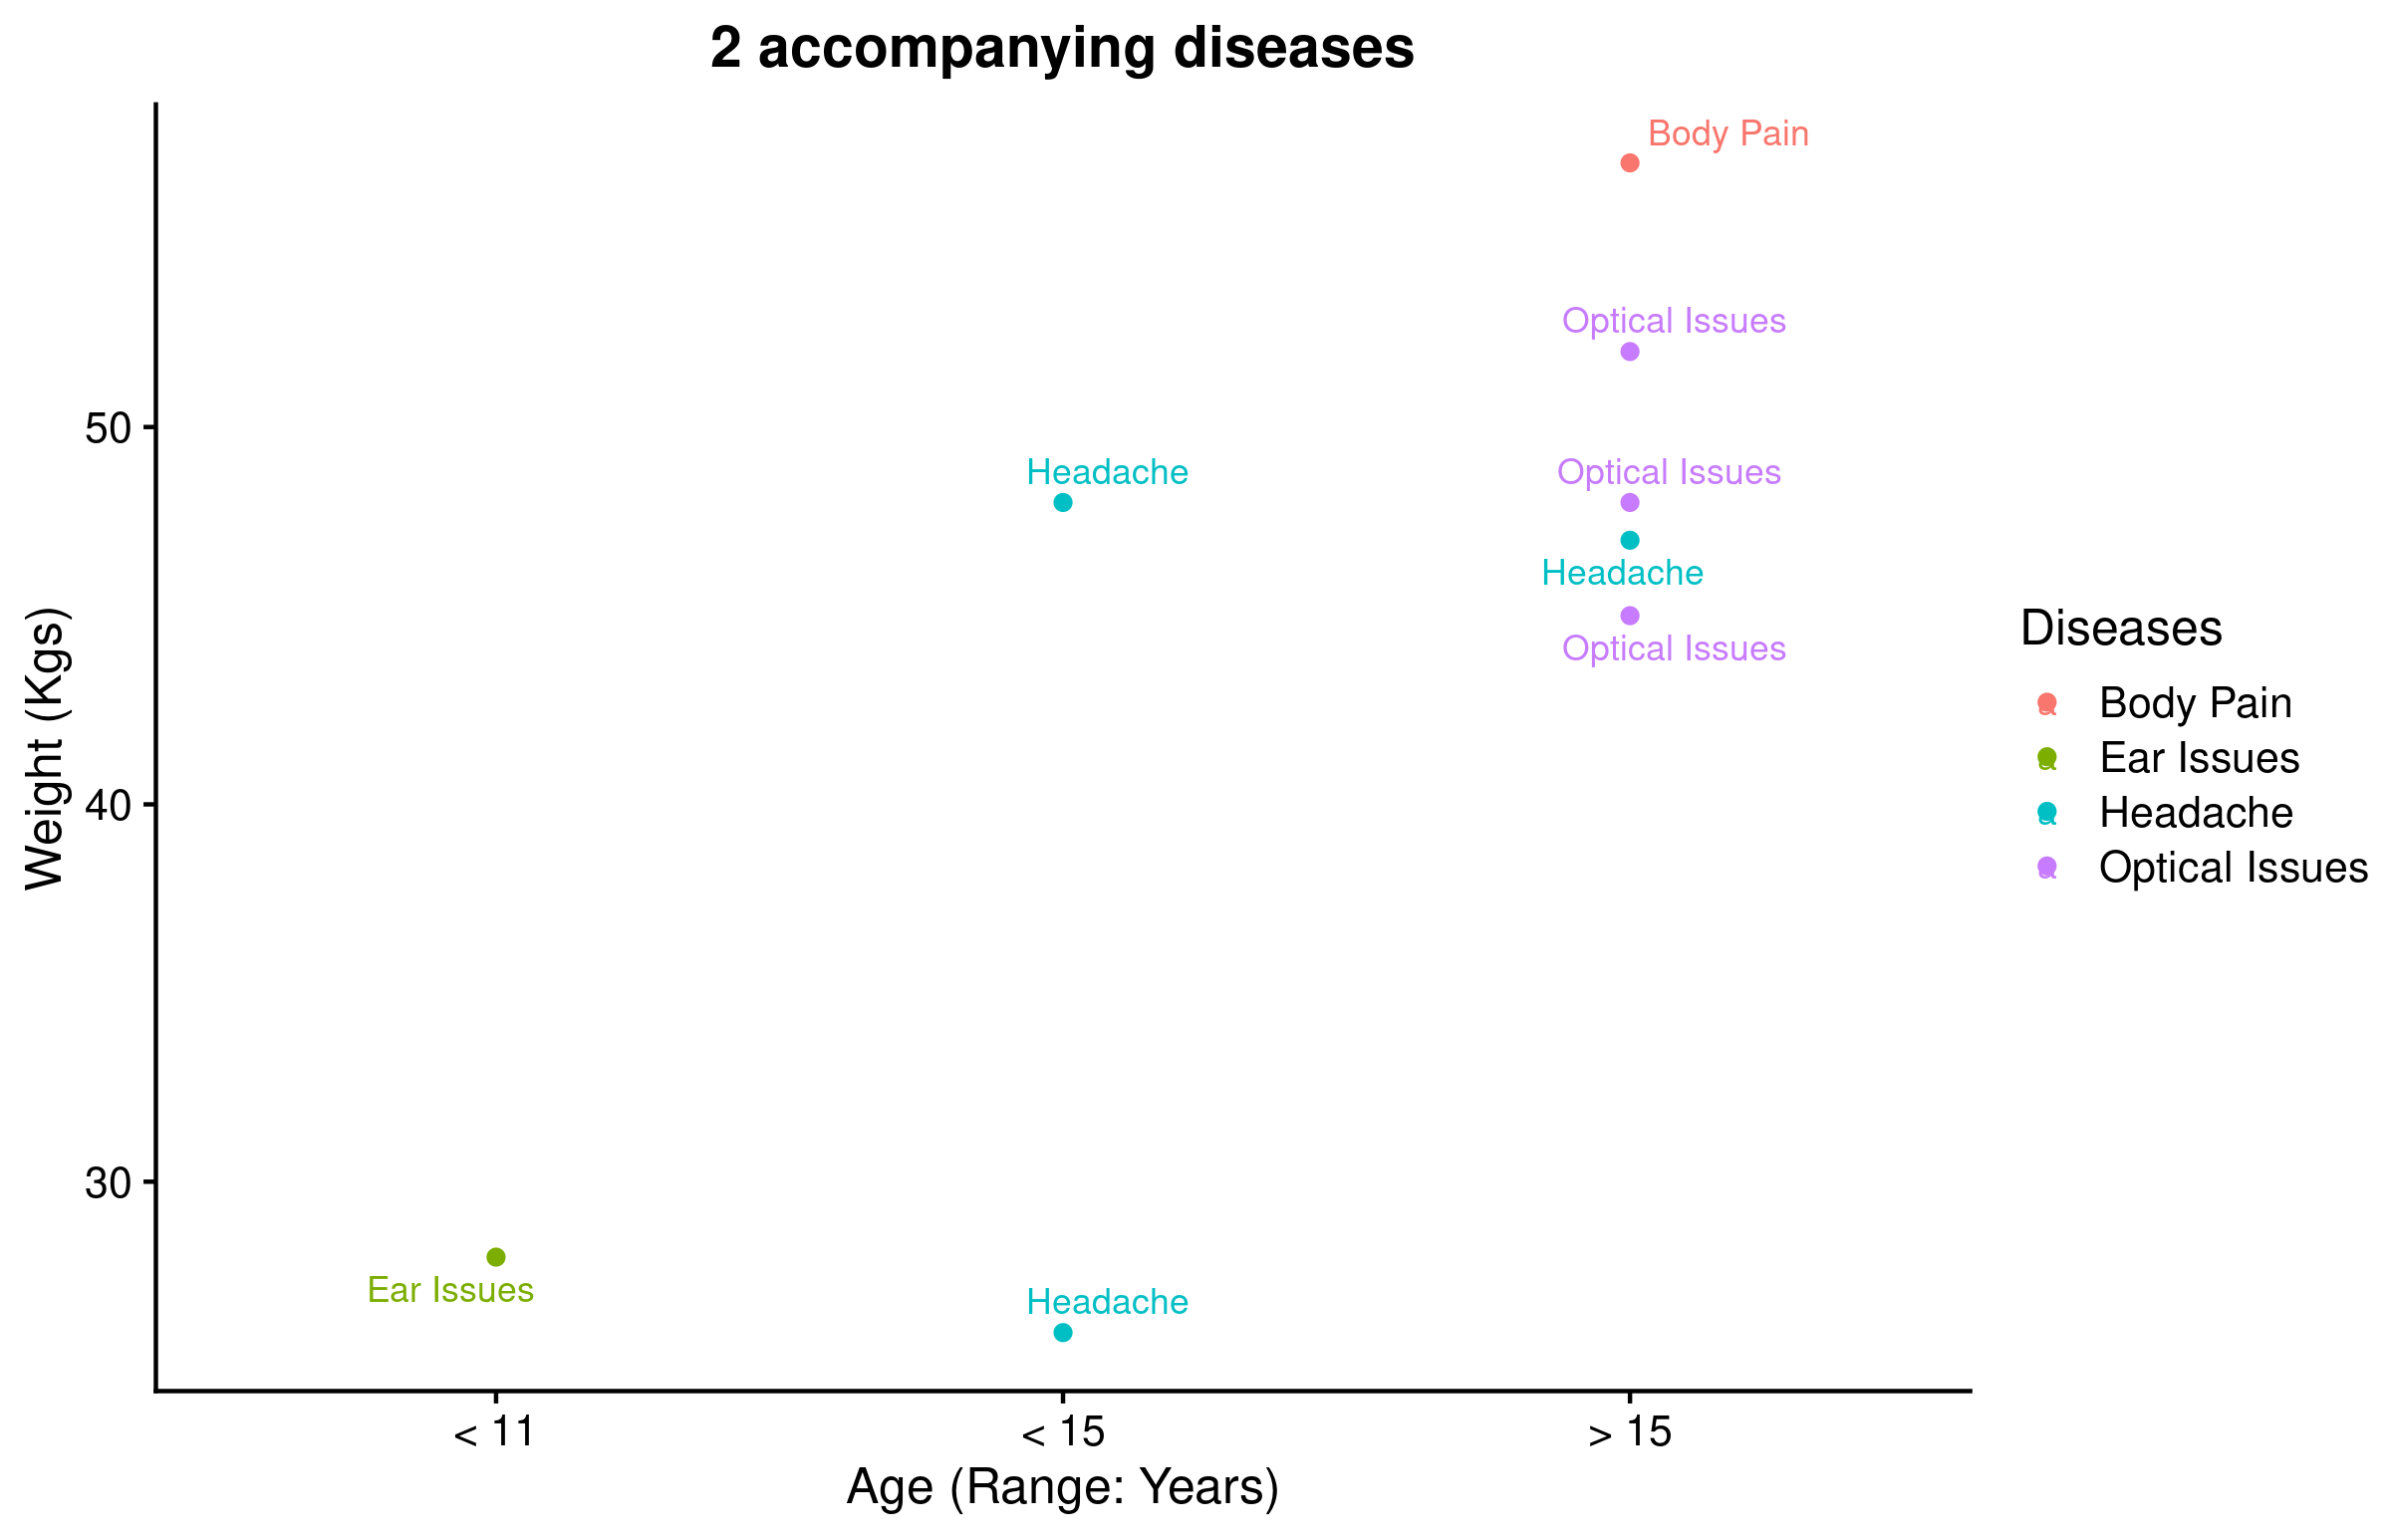 2 accompanying diseases
Body Pain
Optical Issues
50
Headache
Optical Issues
Headache
Optical Issues
Weight (Kgs)
40
30
Ear Issues
Headache
< 11
< 15
> 15
Age (Range: Years)
Diseases
Body Pain
Ear Issues
Headache
Optical Issues